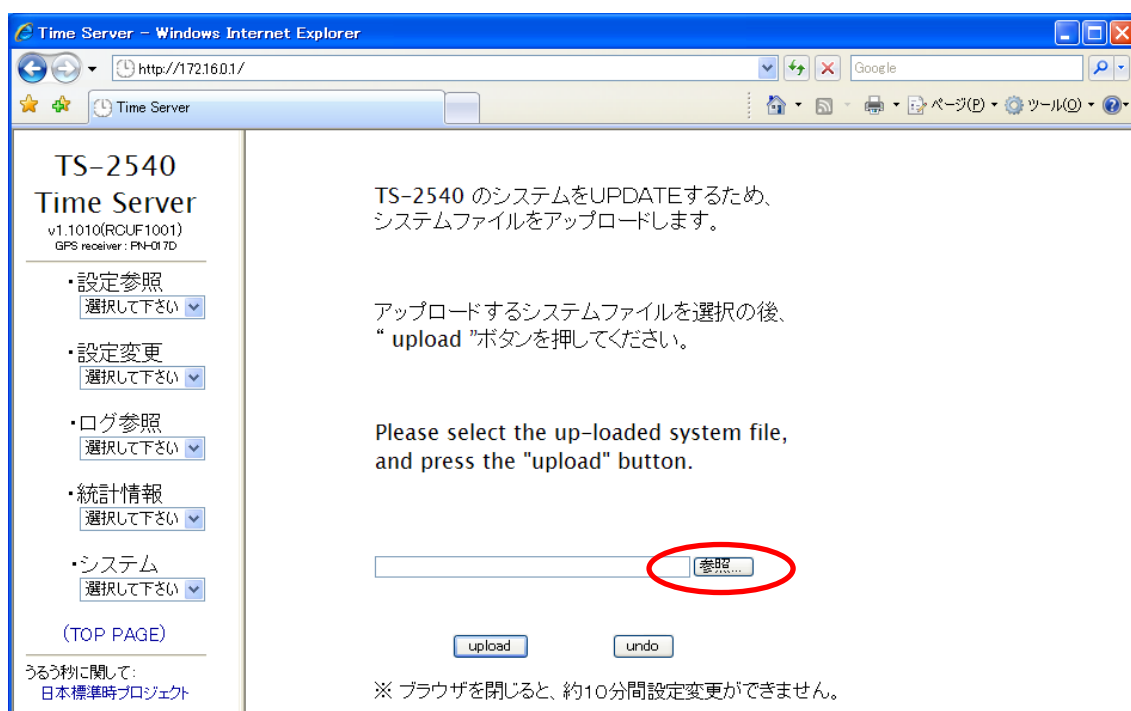 Time Server - Windows Internet Explorer
http://172.16.0.1/
Google
Time Server
ページ(P)
ツール(O)
TS-2540
Time Server
v1.1010(RCUF1001)
GPS receiver : PN-017D
・設定参照
選択して下さい
・設定変更
選択して下さい
・ログ参照
選択して下さい
・統計情報
選択して下さい
・システム
選択して下さい
(TOP PAGE)
うるう秒に関して:
日本標準時プロジェクト
TS-2540 のシステムをUPDATEするため、
システムファイルをアップロードします。
アップロードするシステムファイルを選択の後、
“ upload ”ボタンを押してください。
Please select the up-loaded system file,
and press the "upload" button.
参照...
upload undo
※ ブラウザを閉じると、約10分間設定変更ができません。